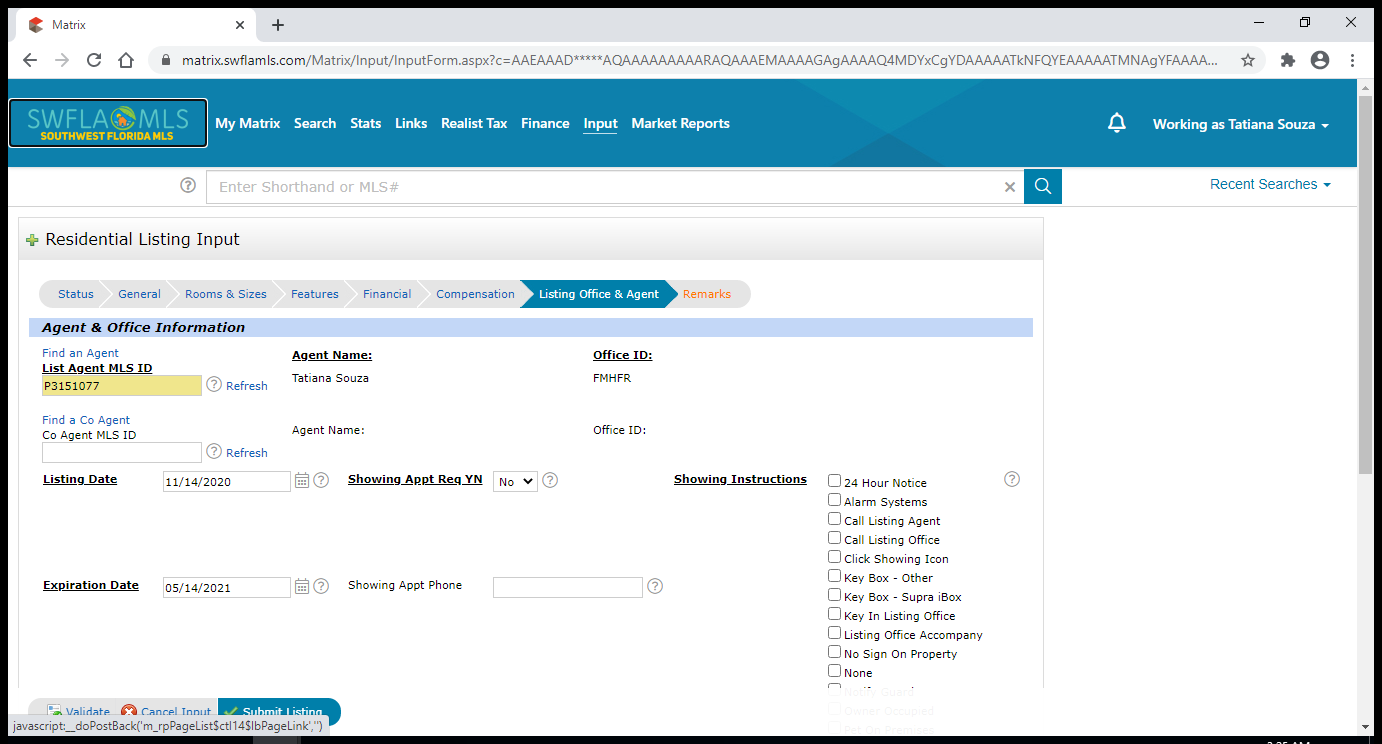 Matrix
matrix.swflamls.com/Matrix/Input/InputForm.aspx?c=AAEAAAD*****AQAAAAAAAAARAQAAAEMAAAAGAgAAAAQ4MDYxCgYDAAAAATkNFQYEAAAAATMNAgYFAAAA...
SWFLA MLS
SOUTHWEST FLORIDA MLS
My Matrix Search Stats Links Realist Tax Finance Input Market Reports
Working as Tatiana Souza
Enter Shorthand or MLS#
Recent Searches
Residential Listing Input
Status General Rooms & Sizes Features Financial Compensation Listing Office & Agent Remarks
Agent & Office Information
Find an Agent
List Agent MLS ID
Agent Name:
Office ID:
P3151077
Refresh
Tatiana Souza
FMHFR
Find a Co Agent
Co Agent MLS ID
Agent Name:
Office ID:
Refresh
Listing Date 11/14/2020
Showing Appt Req YN No
Showing Instructions
24 Hour Notice
Alarm Systems
Call Listing Agent
Call Listing Office
Click Showing Icon
Key Box - Other
Key Box - Supra iBox
Key In Listing Office
Listing Office Accompany
No Sign On Property
None
Expiration Date 05/14/2021
Showing Appt Phone
Validate Cancel Input Submit Listing
Owner Occupied
javascript:__doPostBack('m_rpPageList$ctl14$lbPageLink','')